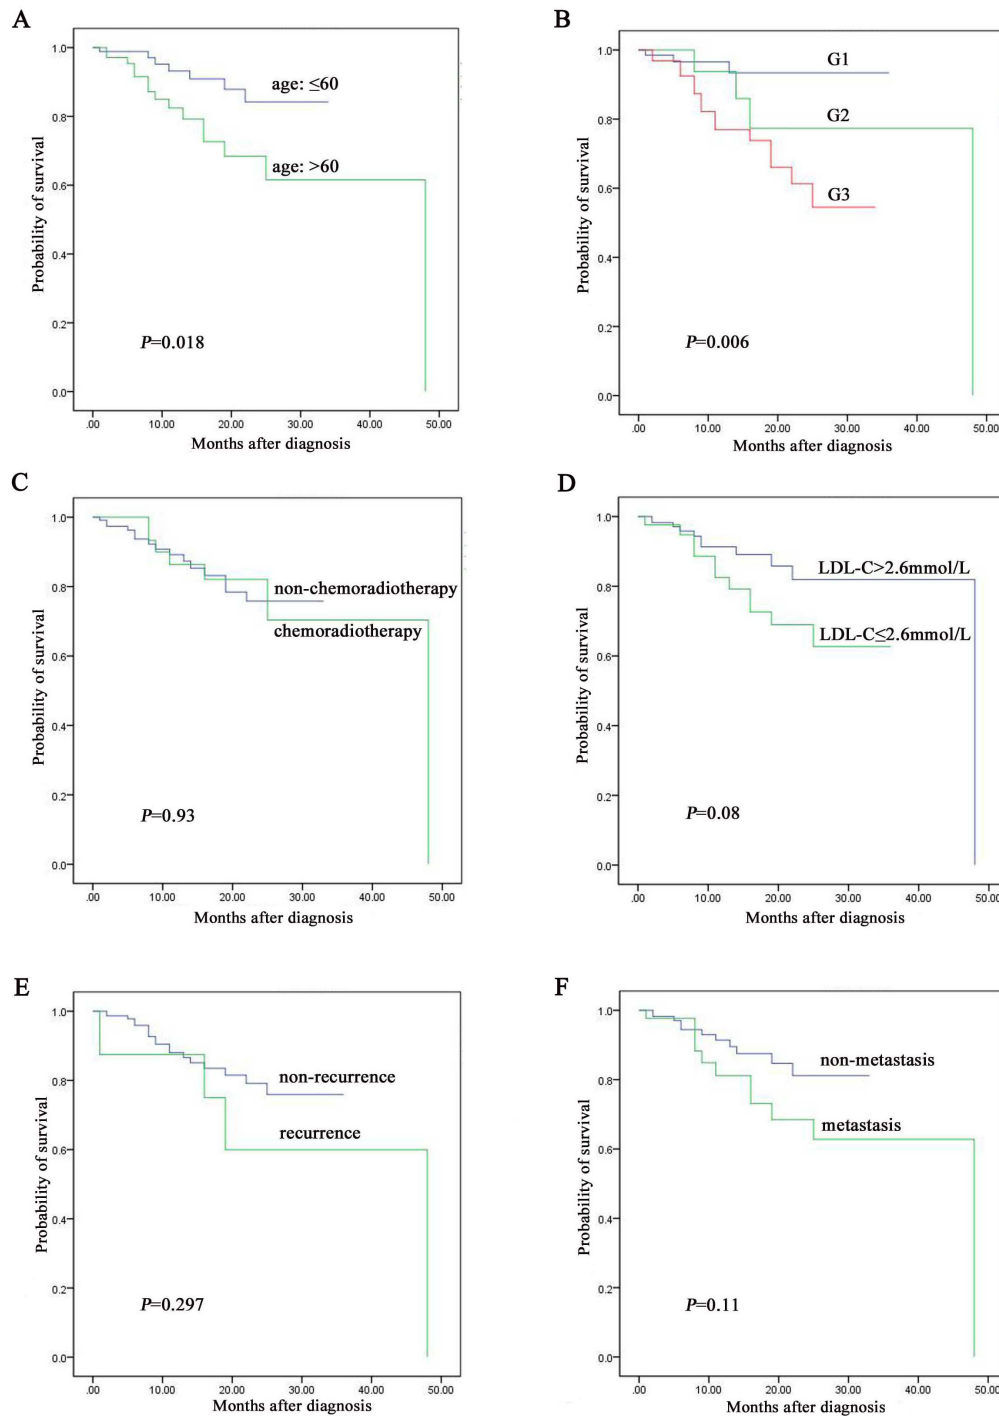 A
Probability of survival
1.0
0.8
0.6
0.4
0.2
0.0
age: ≤60
age: >60
P=0.018
.00 10.00 20.00 30.00 40.00 50.00
Months after diagnosis
B
Probability of survival
1.0
0.8
0.6
0.4
0.2
0.0
G1
G2
G3
P=0.006
.00 10.00 20.00 30.00 40.00 50.00
Months after diagnosis
C
Probability of survival
1.0
0.8
0.6
0.4
0.2
0.0
non-chemoradiotherapy
chemoradiotherapy
P=0.93
.00 10.00 20.00 30.00 40.00 50.00
Months after diagnosis
D
Probability of survival
1.0
0.8
0.6
0.4
0.2
0.0
LDL-C>2.6mmol/L
LDL-C≤2.6mmol/L
P=0.08
.00 10.00 20.00 30.00 40.00 50.00
Months after diagnosis
E
Probability of survival
1.0
0.8
0.6
0.4
0.2
0.0
non-recurrence
recurrence
P=0.297
.00 10.00 20.00 30.00 40.00 50.00
Months after diagnosis
F
Probability of survival
1.0
0.8
0.6
0.4
0.2
0.0
non-metastasis
metastasis
P=0.11
.00 10.00 20.00 30.00 40.00 50.00
Months after diagnosis